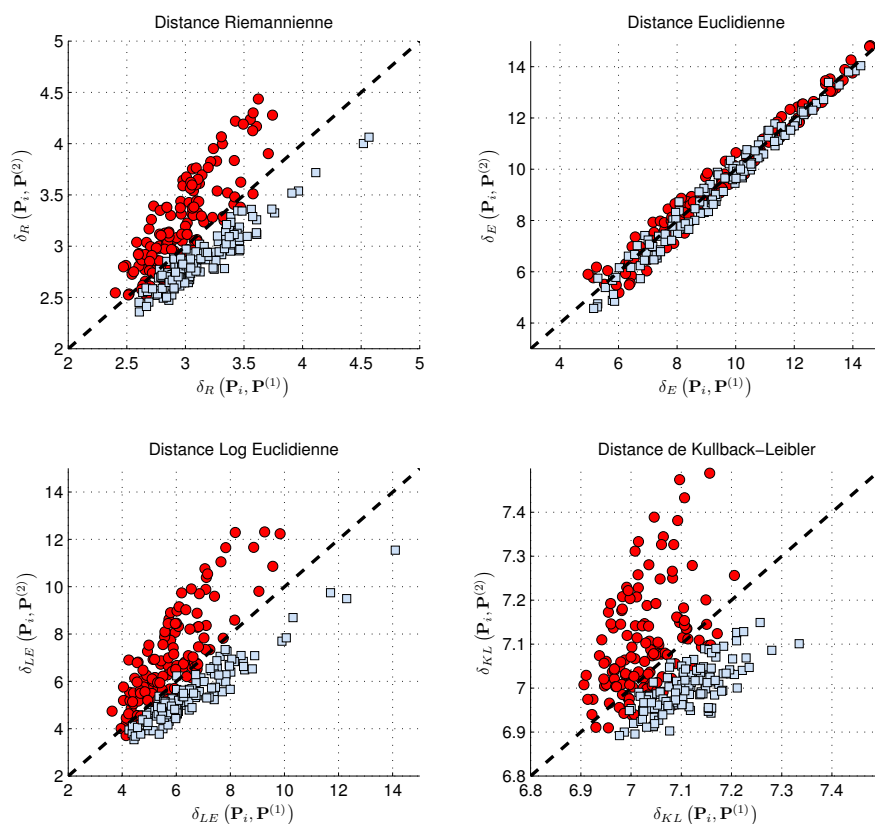 Distance Riemannienne
5
4.5
4
3.5
3
2.5
2
2 2.5 3 3.5 4 4.5 5
δ_R (P_i, P^(2))
δ_R (P_i, P^(1))
Distance Euclidienne
14
12
10
8
6
4
4 6 8 10 12 14
δ_E (P_i, P^(2))
δ_E (P_i, P^(1))
Distance Log Euclidienne
14
12
10
8
6
4
2
2 4 6 8 10 12 14
δ_LE (P_i, P^(2))
δ_LE (P_i, P^(1))
Distance de Kullback−Leibler
7.4
7.3
7.2
7.1
7
6.9
6.8
6.8 6.9 7 7.1 7.2 7.3 7.4
δ_KL (P_i, P^(2))
δ_KL (P_i, P^(1))